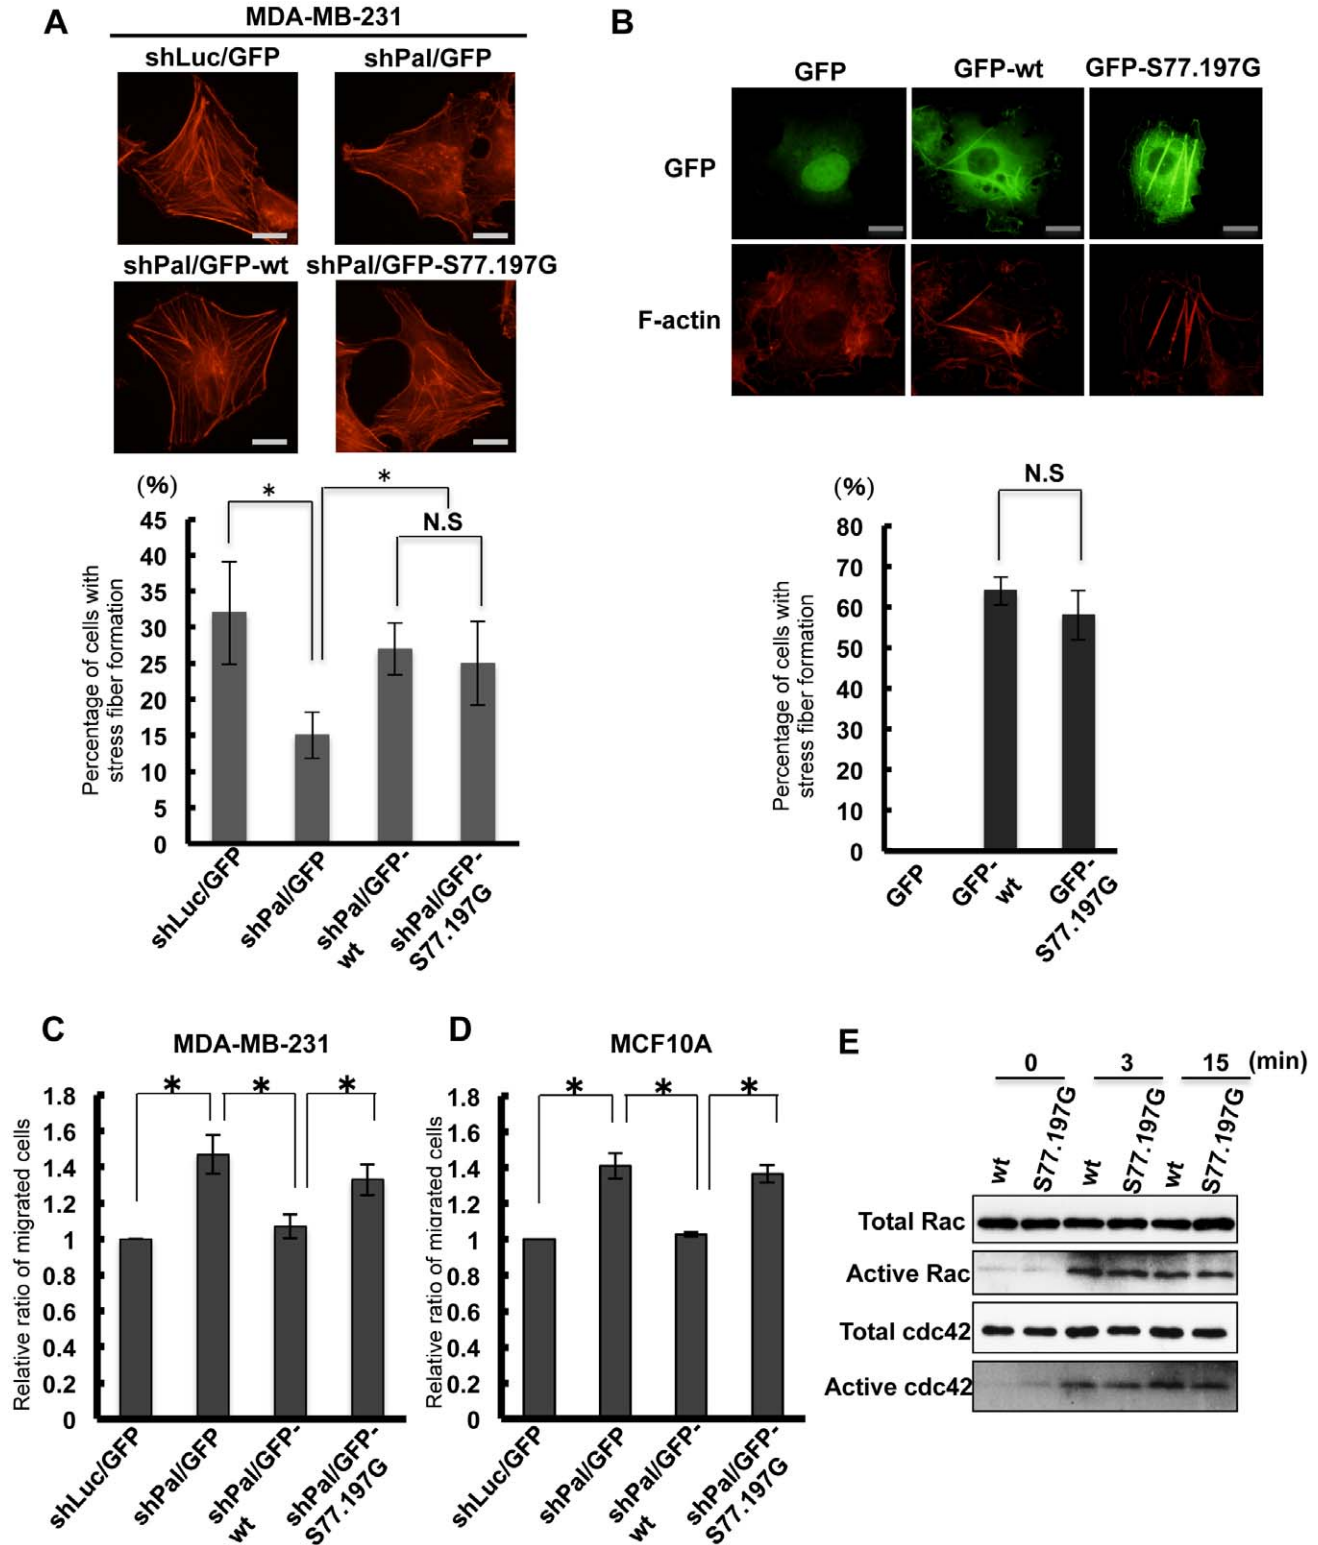 A
MDA-MB-231
shLuc/GFP
shPal/GFP
shPal/GFP-wt
shPal/GFP-S77.197G
(%)
*
*
N.S
45
40
35
30
25
20
15
10
5
0
Percentage of cells with
stress fiber formation
shLuc/GFP
shPal/GFP
shPal/GFP-
wt
shPal/GFP-
S77.197G
B
GFP
GFP-wt
GFP-S77.197G
GFP
F-actin
(%)
N.S
80
70
60
50
40
30
20
10
0
Percentage of cells with
stress fiber formation
GFP
GFP-
wt
GFP-
S77.197G
C
MDA-MB-231
*
*
*
1.8
1.6
1.4
1.2
1
0.8
0.6
0.4
0.2
0
Relative ratio of migrated cells
shLuc/GFP
shPal/GFP
shPal/GFP-
wt
shPal/GFP-
S77.197G
D
MCF10A
*
*
*
1.8
1.6
1.4
1.2
1
0.8
0.6
0.4
0.2
0
Relative ratio of migrated cells
shLuc/GFP
shPal/GFP
shPal/GFP-
wt
shPal/GFP-
S77.197G
E
0 3 15 (min)
wt S77.197G wt S77.197G wt S77.197G
Total Rac
Active Rac
Total cdc42
Active cdc42